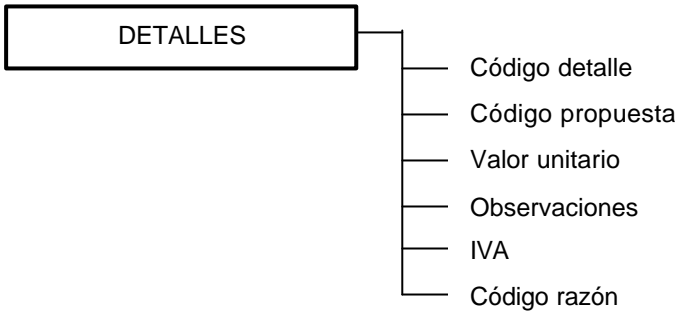 DETALLES
Código detalle
Código propuesta
Valor unitario
Observaciones
IVA
Código razón